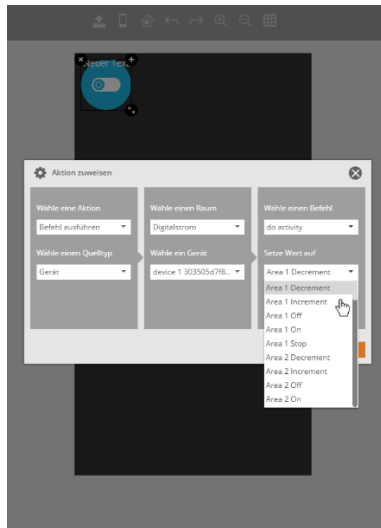 Neuer Text
Aktion zuweisen
Wähle eine Aktion
Befehl ausführen
Wähle einen Quelltyp
Gerät
Wähle einen Raum
Digitalstrom
Wähle ein Gerät
device 1 303505d7f8...
Wähle einen Befehl
do activity
Setze Wert auf
Area 1 Decrement
Area 1 Decrement
Area 1 Increment
Area 1 Off
Area 1 On
Area 1 Stop
Area 2 Decrement
Area 2 Increment
Area 2 Off
Area 2 On